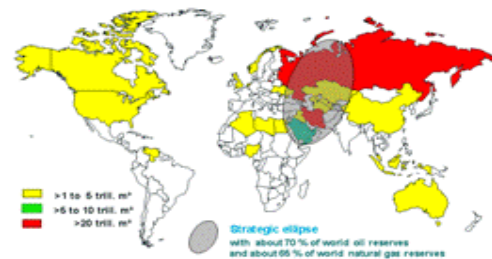 >1 to 5 trill. m³
>5 to 10 trill. m³
>20 trill. m³
Strategic ellipse
with about 70 % of world oil reserves
and about 65 % of world natural gas reserves